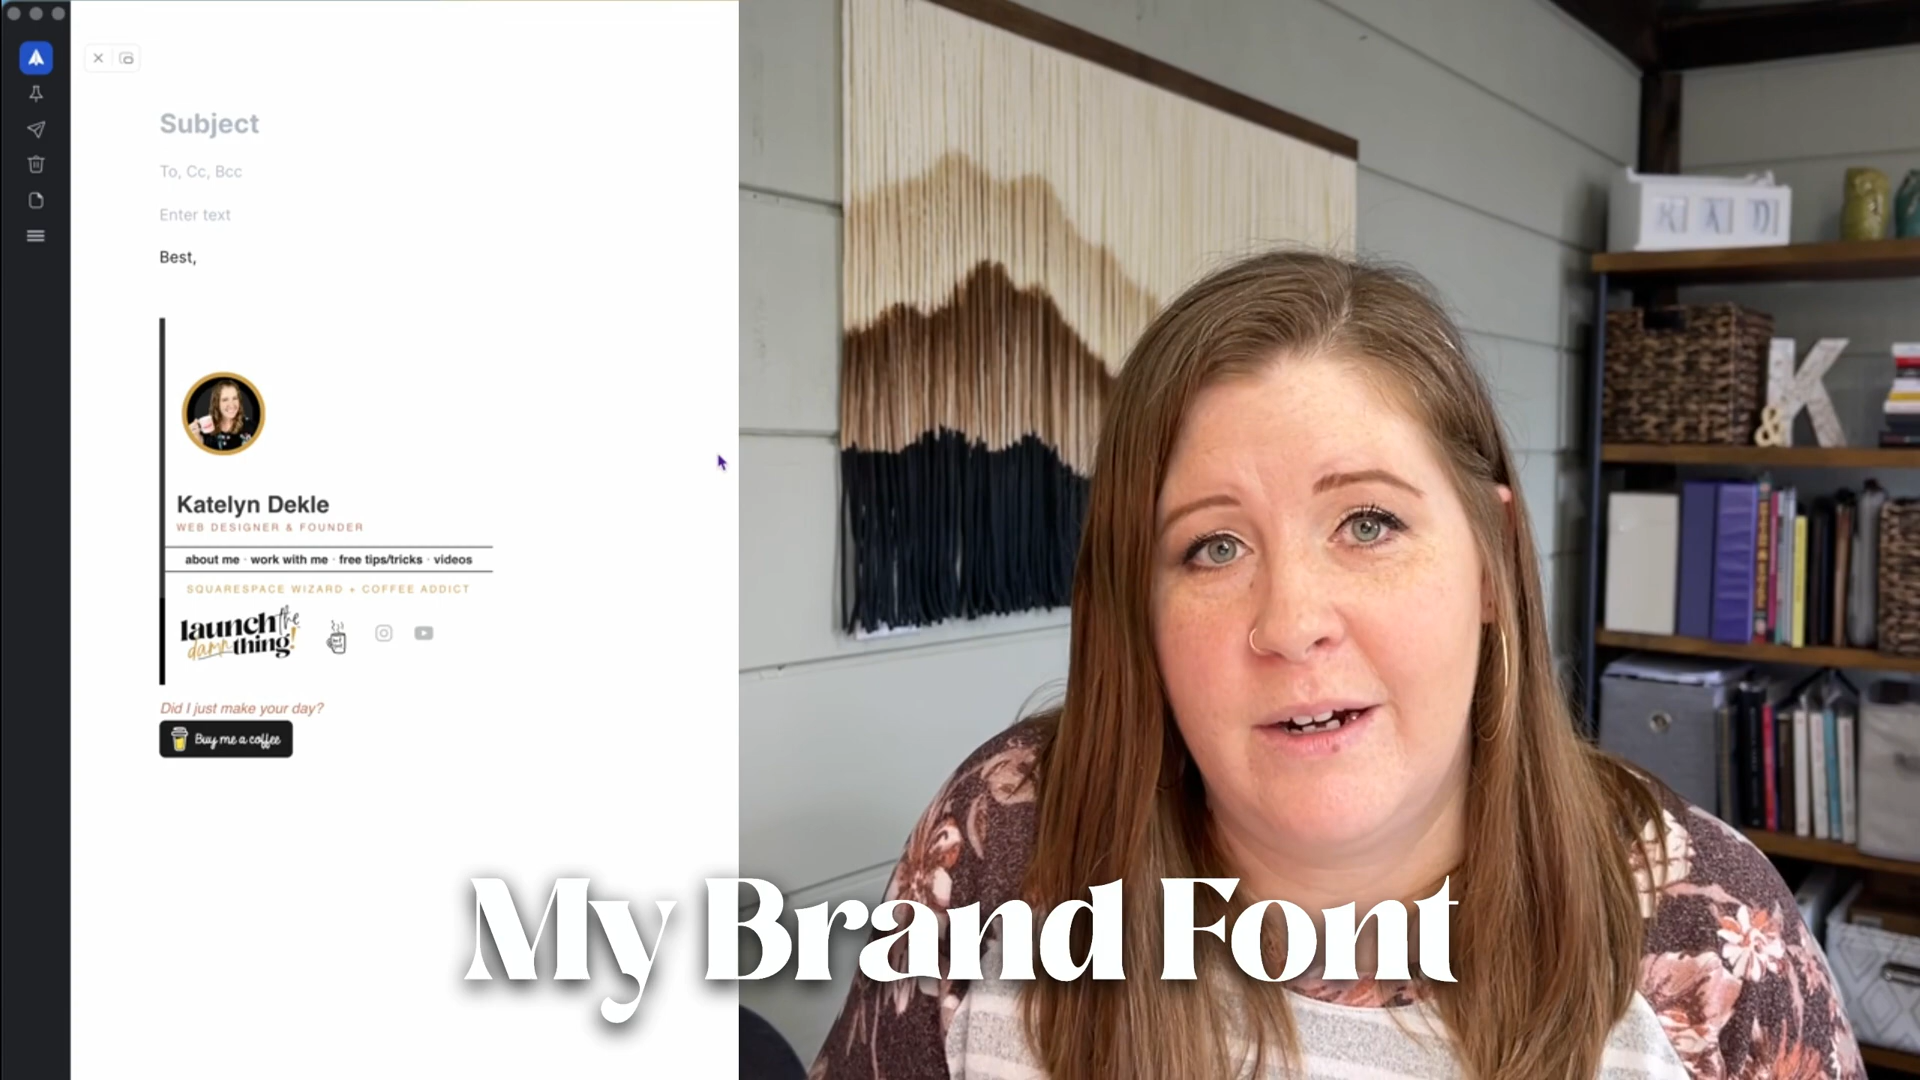 Subject
To, Cc, Bcc
Enter text
Best,
Katelyn Dekle
WEB DESIGNER & FOUNDER
about me · work with me · free tips/tricks · videos
SQUARESPACE WIZARD + COFFEE ADDICT
launch the
damn thing!
Did I just make your day?
Buy me a coffee
K A D
K
My Brand Font